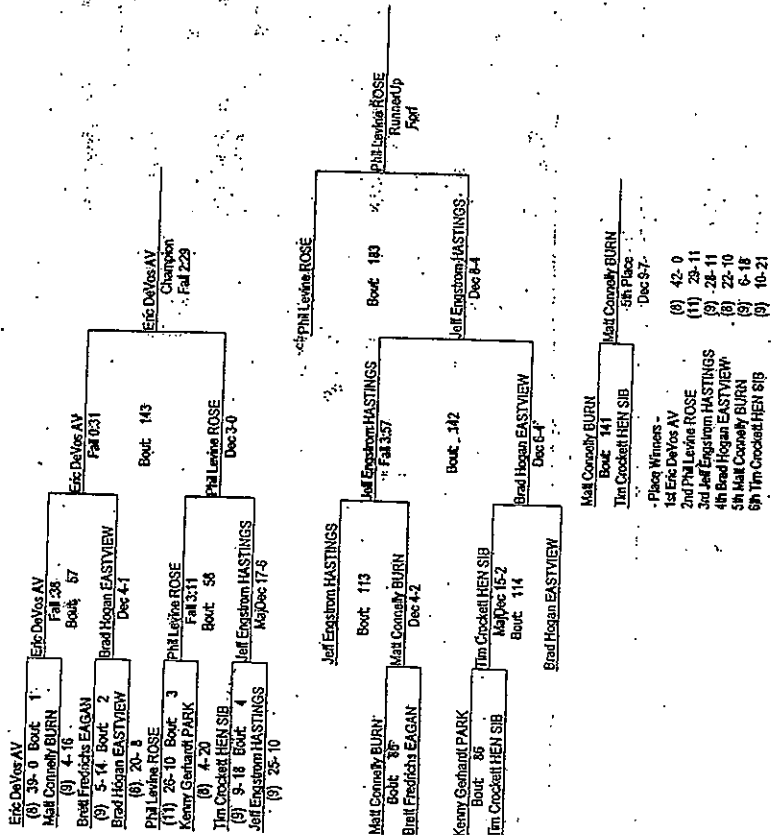 Eric DeVos AV
(8) 39- 0 Bout: 1
Matt Connelly BURN
(9) 4-16
Brett Fredrichs EAGAN
(9) 5-14 Bout: 2
Brad Hogan EASTVIEW
(8) 20- 8
Phil Levine ROSE
(11) 26-10 Bout: 3
Kenny Gerhardt PARK
(8) 4-20
Tim Crockett HEN SIB
(9) 9-18 Bout: 4
Jeff Engstrom HASTINGS
(9) 25-10
Eric DeVos AV
Fall :36
Bout: 57
Brad Hogan EASTVIEW
Dec 4-1
Phil Levine ROSE
Fall 3:11
Bout: 58
Jeff Engstrom HASTINGS
MajDec 17-6
Eric DeVos AV
Fall 0:31
Bout: 143
Phil Levine ROSE
Dec 3-0
Eric DeVos AV
Champion
Fall 2:29
Matt Connelly BURN
Bout: 85
Brett Fredrichs EAGAN
Kenny Gerhardt PARK
Bout: 86
Tim Crockett HEN SIB
Jeff Engstrom HASTINGS
Bout: 113
Matt Connelly BURN
Dec 4-2
Tim Crockett HEN SIB
MajDec 15-2
Bout: 114
Brad Hogan EASTVIEW
Jeff Engstrom HASTINGS
Fall 3:57
Bout: 142
Brad Hogan EASTVIEW
Dec 6-4
Phil Levine ROSE
Bout: 183
Jeff Engstrom HASTINGS
Dec 8-4
Phil Levine ROSE
RunnerUp
Forf
Matt Connelly BURN
Bout: 141
Tim Crockett HEN SIB
Matt Connelly BURN
5th Place
Dec 9-7
- Place Winners -
1st Eric DeVos AV (8) 42- 0
2nd Phil Levine ROSE (11) 29-11
3rd Jeff Engstrom HASTINGS (9) 28-11
4th Brad Hogan EASTVIEW (8) 22-10
5th Matt Connelly BURN (9) 6-18
6th Tim Crockett HEN SIB (9) 10-21